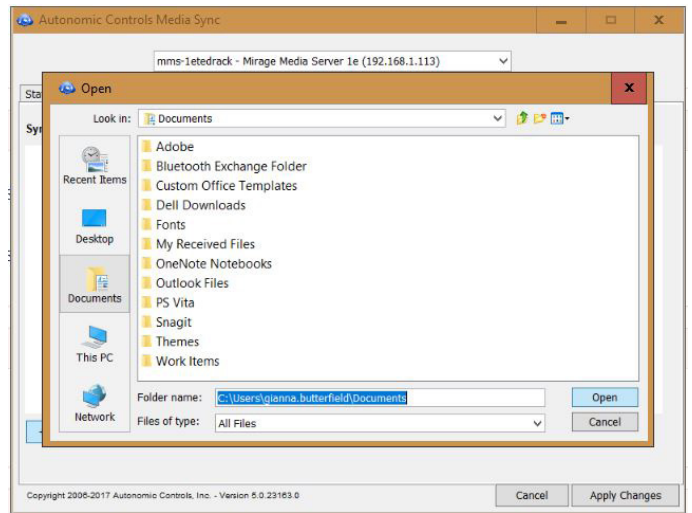 Autonomic Controls Media Sync
mms-1etedrack - Mirage Media Server 1e (192.168.1.113)
Open
Look in: Documents
Recent Items
Desktop
Documents
This PC
Network
Adobe
Bluetooth Exchange Folder
Custom Office Templates
Dell Downloads
Fonts
My Received Files
OneNote Notebooks
Outlook Files
PS Vita
Snagit
Themes
Work Items
Folder name: C:\Users\gianna.butterfield\Documents
Open
Files of type: All Files
Cancel
Copyright 2006-2017 Autonomic Controls, Inc. - Version 5.0.23163.0
Cancel
Apply Changes